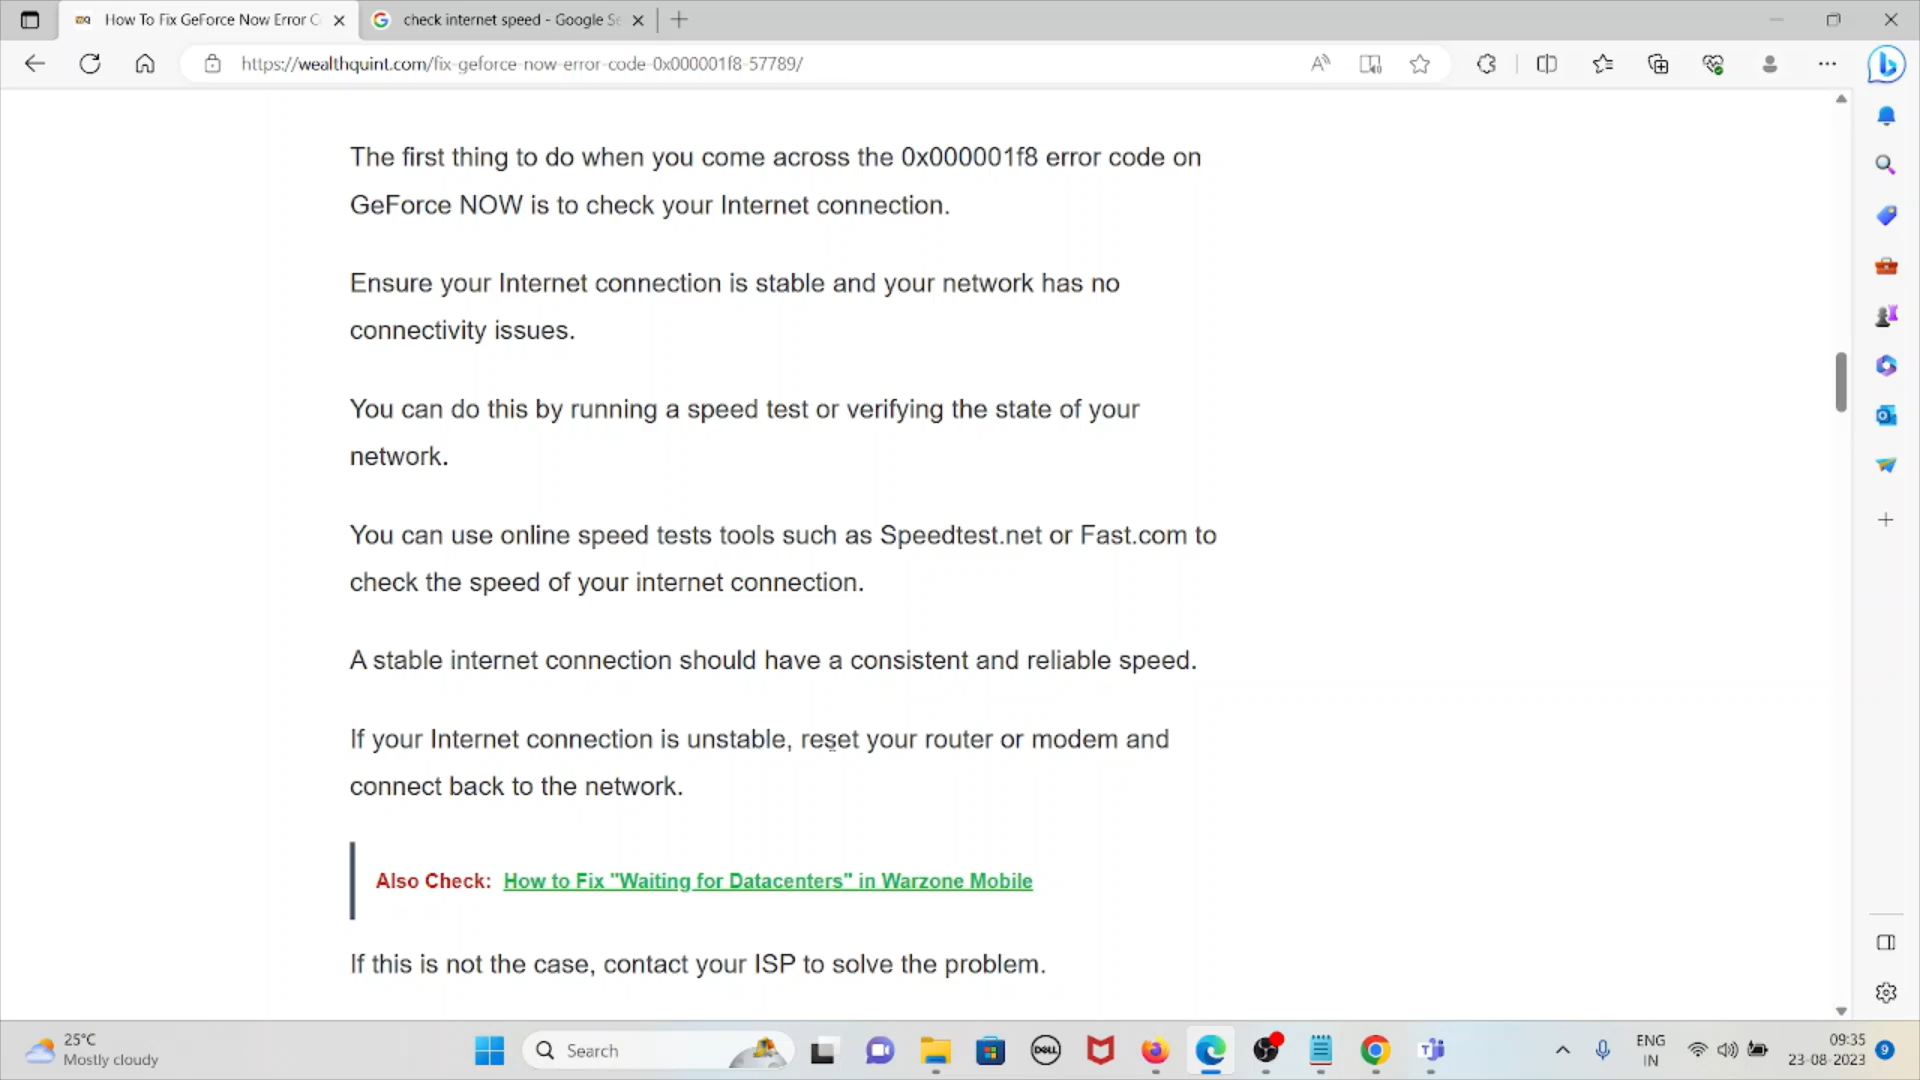 How To Fix GeForce Now Error C
check internet speed - Google Se
https://wealthquint.com/fix-geforce-now-error-code-0x000001f8-57789/
The first thing to do when you come across the 0x000001f8 error code on
GeForce NOW is to check your Internet connection.
Ensure your Internet connection is stable and your network has no
connectivity issues.
You can do this by running a speed test or verifying the state of your
network.
You can use online speed tests tools such as Speedtest.net or Fast.com to
check the speed of your internet connection.
A stable internet connection should have a consistent and reliable speed.
If your Internet connection is unstable, reset your router or modem and
connect back to the network.
Also Check: How to Fix "Waiting for Datacenters" in Warzone Mobile
If this is not the case, contact your ISP to solve the problem.
25°C
Mostly cloudy
Search
DELL
ENG
IN
09:35
23-08-2023
9